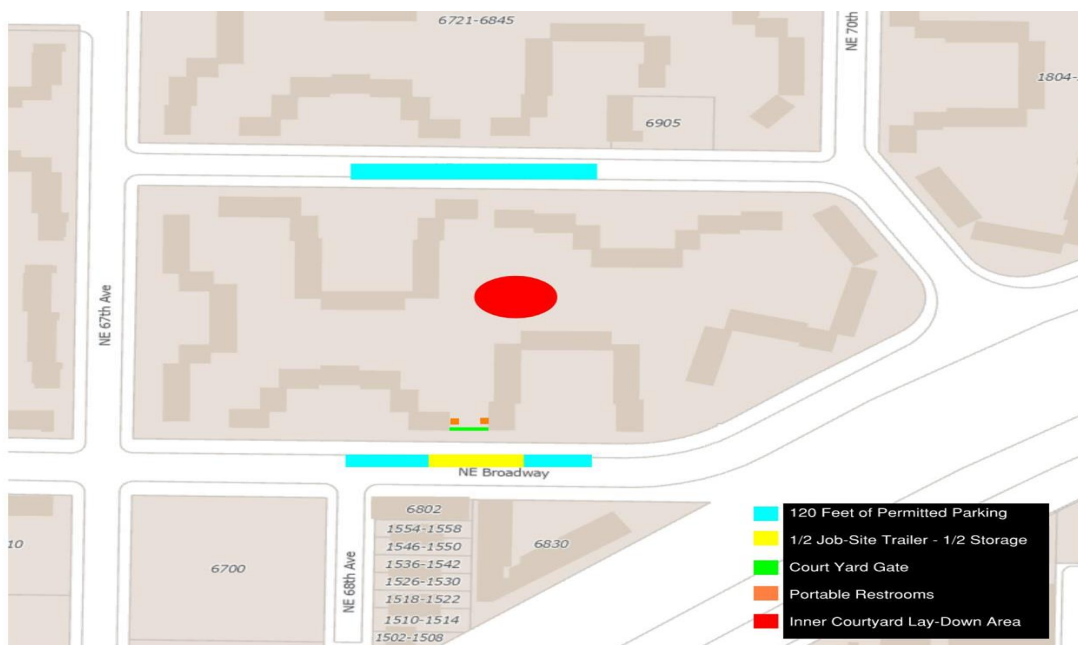 6721-6845
NE 70th
1804-
6905
NE 67th Ave
NE Broadway
6802
1554-1558
1546-1550
1536-1542
1526-1530
1518-1522
1510-1514
1502-1508
6830
10
6700
NE 68th Ave
120 Feet of Permitted Parking
1/2 Job-Site Trailer - 1/2 Storage
Court Yard Gate
Portable Restrooms
Inner Courtyard Lay-Down Area